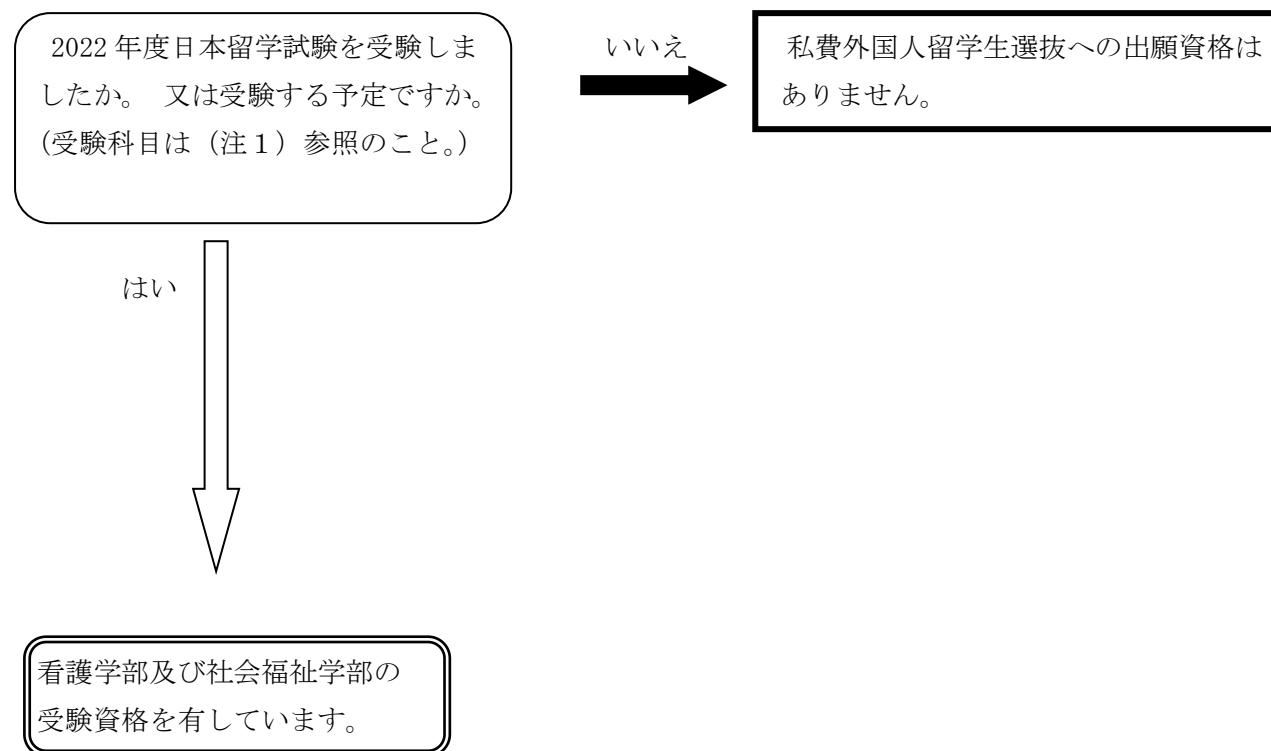 2022 年度日本留学試験を受験しま
したか。 又は受験する予定ですか。
(受験科目は（注１）参照のこと。）
いいえ
私費外国人留学生選抜への出願資格は
ありません。
はい
看護学部及び社会福祉学部の
受験資格を有しています。